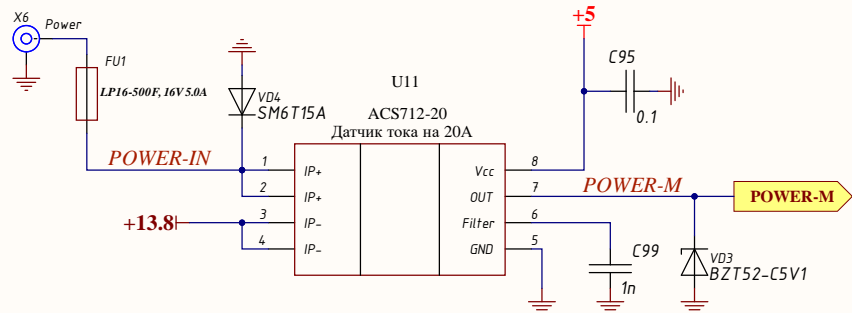 X6
Power
+5
FU1
LP16-500F, 16V 5.0A
VD4
SM6T15A
U11
ACS712-20
Датчик тока на 20А
C95
0.1
POWER-IN
1
IP+
Vcc
8
2
IP+
OUT
7
POWER-M
POWER-M
+13.8
3
IP-
Filter
6
4
IP-
GND
5
C99
1n
VD3
BZT52-C5V1